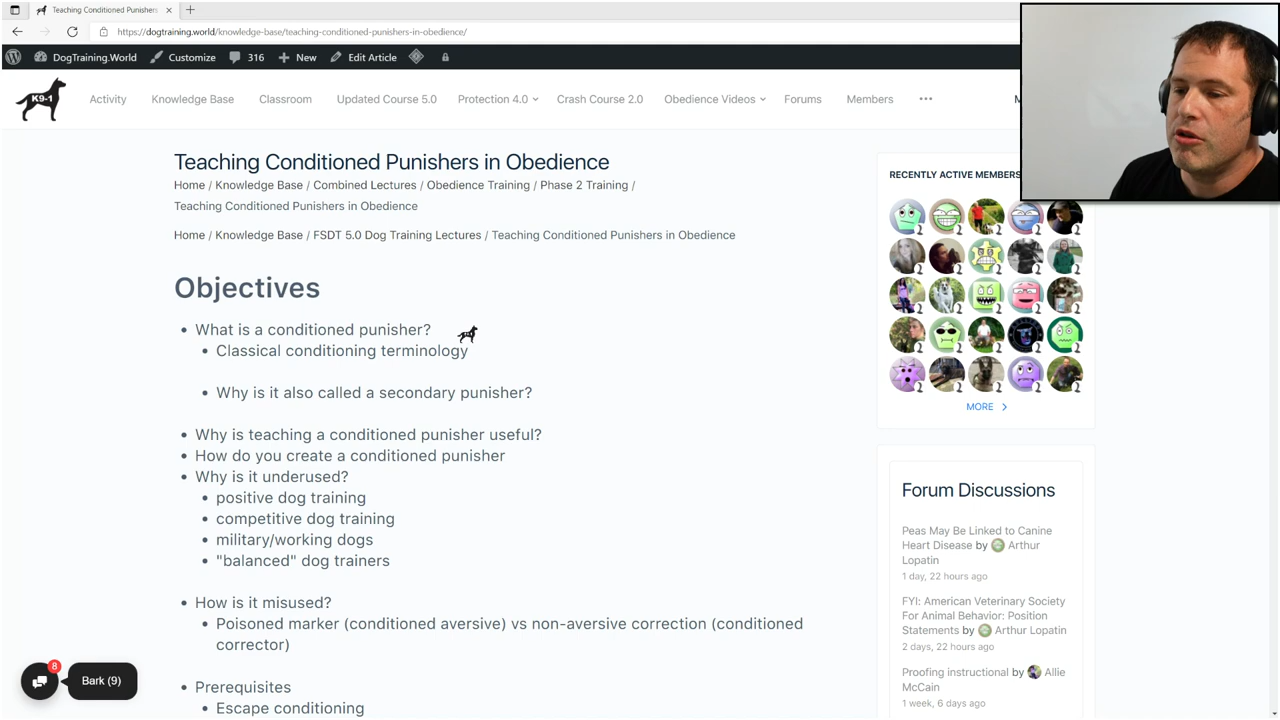 Teaching Conditioned Punishers
https://dogtraining.world/knowledge-base/teaching-conditioned-punishers-in-obedience/
DogTraining.World Customize 316 New Edit Article
K9-1 Activity Knowledge Base Classroom Updated Course 5.0 Protection 4.0 Crash Course 2.0 Obedience Videos Forums Members ••• M
Teaching Conditioned Punishers in Obedience
Home / Knowledge Base / Combined Lectures / Obedience Training / Phase 2 Training /
Teaching Conditioned Punishers in Obedience
Home / Knowledge Base / FSDT 5.0 Dog Training Lectures / Teaching Conditioned Punishers in Obedience
Objectives
• What is a conditioned punisher?
• Classical conditioning terminology
• Why is it also called a secondary punisher?
• Why is teaching a conditioned punisher useful?
• How do you create a conditioned punisher
• Why is it underused?
• positive dog training
• competitive dog training
• military/working dogs
• "balanced" dog trainers
• How is it misused?
• Poisoned marker (conditioned aversive) vs non-aversive correction (conditioned
corrector)
• Prerequisites
• Escape conditioning
8
Bark (9)
RECENTLY ACTIVE MEMBERS
MORE
Forum Discussions
Peas May Be Linked to Canine
Heart Disease by Arthur
Lopatin
1 day, 22 hours ago
FYI: American Veterinary Society
For Animal Behavior: Position
Statements by Arthur Lopatin
2 days, 22 hours ago
Proofing instructional by Allie
McCain
1 week, 6 days ago